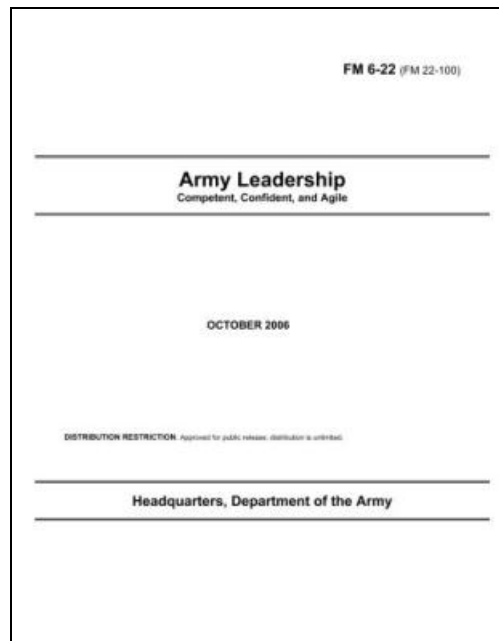 FM 6-22 (FM 22-100)
Army Leadership
Competent, Confident, and Agile
OCTOBER 2006
DISTRIBUTION RESTRICTION: Approved for public release; distribution is unlimited.
Headquarters, Department of the Army